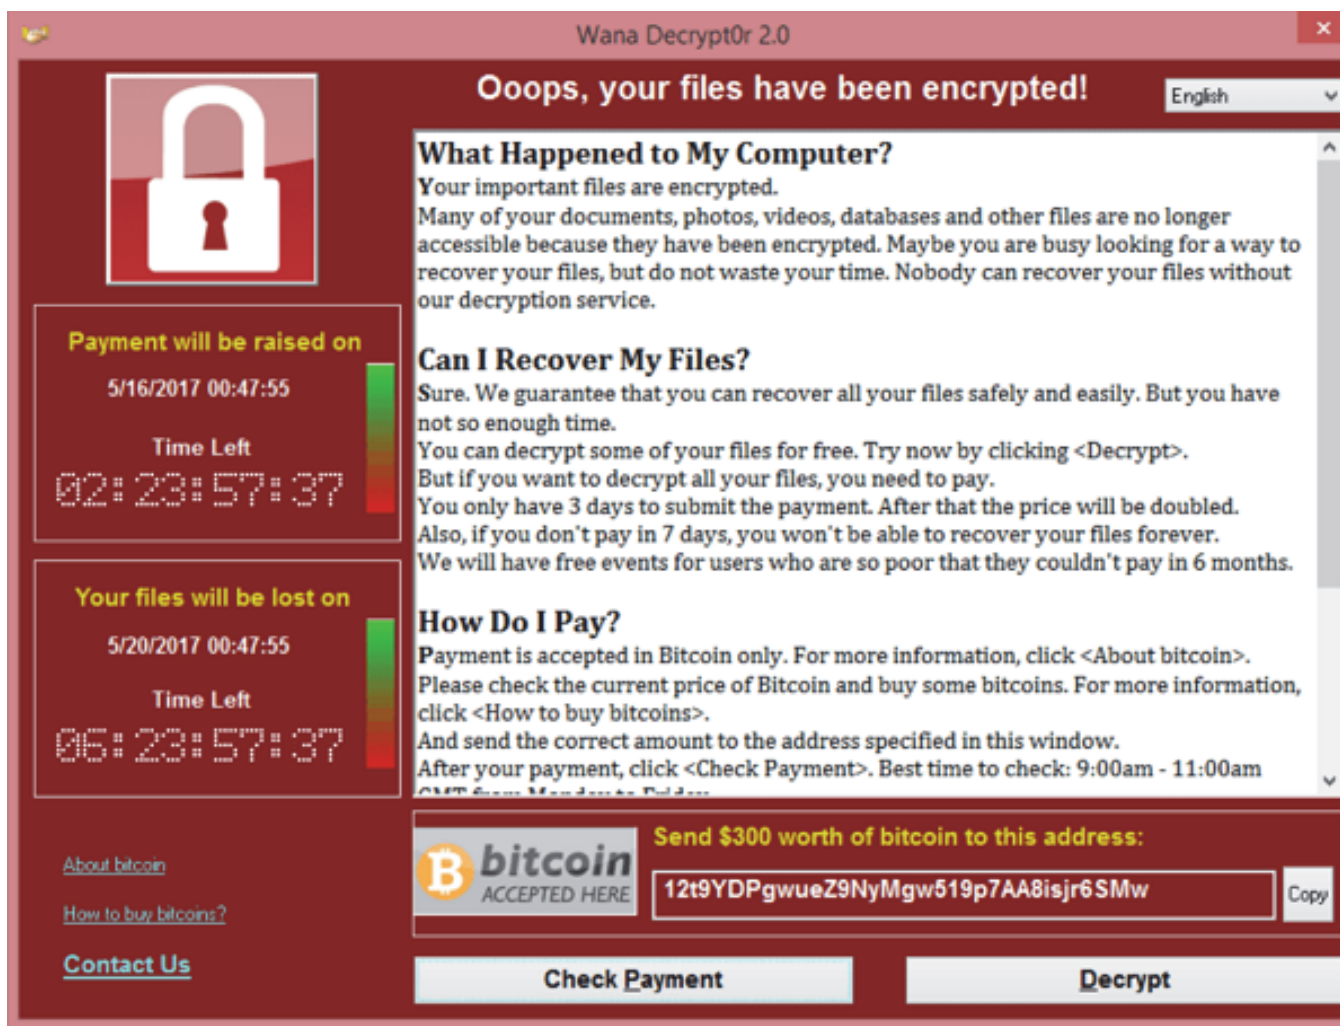 Wana Decrypt0r 2.0
Ooops, your files have been encrypted!
English
What Happened to My Computer?
Your important files are encrypted.
Many of your documents, photos, videos, databases and other files are no longer
accessible because they have been encrypted. Maybe you are busy looking for a way to
recover your files, but do not waste your time. Nobody can recover your files without
our decryption service.
Can I Recover My Files?
Sure. We guarantee that you can recover all your files safely and easily. But you have
not so enough time.
You can decrypt some of your files for free. Try now by clicking <Decrypt>.
But if you want to decrypt all your files, you need to pay.
You only have 3 days to submit the payment. After that the price will be doubled.
Also, if you don't pay in 7 days, you won't be able to recover your files forever.
We will have free events for users who are so poor that they couldn't pay in 6 months.
How Do I Pay?
Payment is accepted in Bitcoin only. For more information, click <About bitcoin>.
Please check the current price of Bitcoin and buy some bitcoins. For more information,
click <How to buy bitcoins>.
And send the correct amount to the address specified in this window.
After your payment, click <Check Payment>. Best time to check: 9:00am - 11:00am
GMT from Monday to Friday.
Payment will be raised on
5/16/2017 00:47:55
Time Left
02:23:57:37
Your files will be lost on
5/20/2017 00:47:55
Time Left
06:23:57:37
About bitcoin
How to buy bitcoins?
Contact Us
bitcoin
ACCEPTED HERE
Send $300 worth of bitcoin to this address:
12t9YDPgwueZ9NyMgw519p7AA8isjr6SMw
Copy
Check Payment
Decrypt